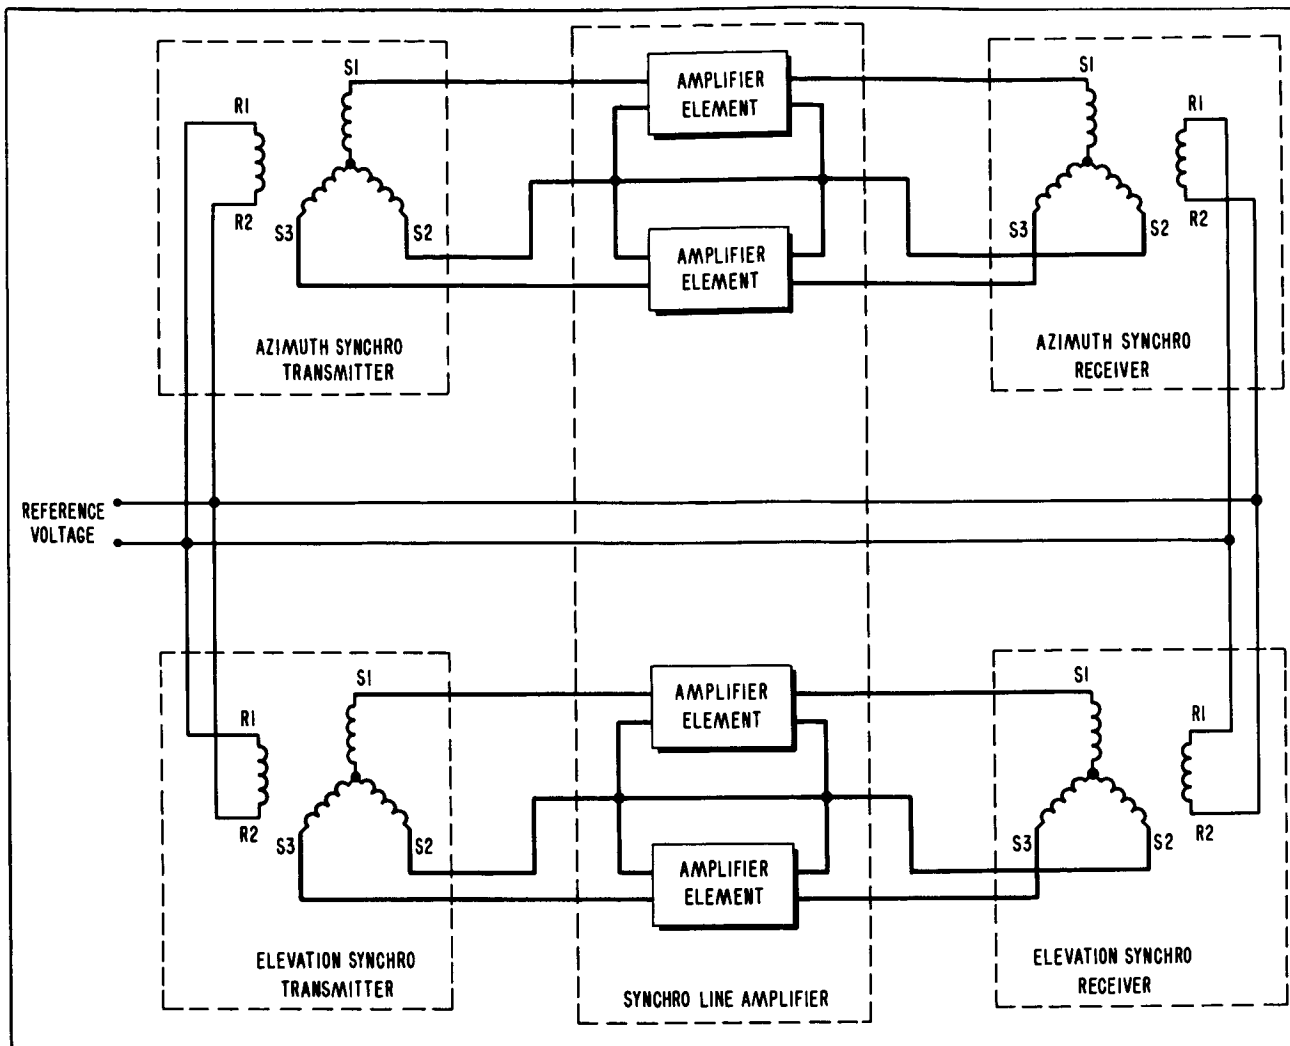 S1
AMPLIFIER
ELEMENT
S1
R1
R1
R2
S3
S2
S3
S2
R2
AMPLIFIER
ELEMENT
AZIMUTH SYNCHRO
TRANSMITTER
AZIMUTH SYNCHRO
RECEIVER
REFERENCE
VOLTAGE
S1
AMPLIFIER
ELEMENT
S1
R1
R1
R2
S3
S2
S3
S2
R2
AMPLIFIER
ELEMENT
ELEVATION SYNCHRO
TRANSMITTER
SYNCHRO LINE AMPLIFIER
ELEVATION SYNCHRO
RECEIVER